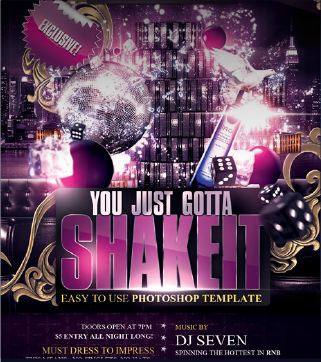 EXCLUSIVE!
YOU JUST GOTTA
SHAKEIT
EASY TO USE PHOTOSHOP TEMPLATE
DOORS OPEN AT 7PM
$5 ENTRY ALL NIGHT LONG!
MUST DRESS TO IMPRESS
MUSIC BY
DJ SEVEN
SPINNING THE HOTTEST IN RNB